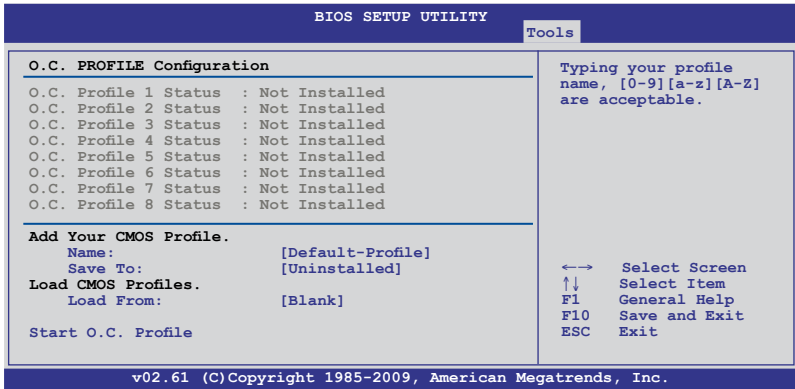 BIOS SETUP UTILITY
Tools
O.C. PROFILE Configuration
O.C. Profile 1 Status : Not Installed
O.C. Profile 2 Status : Not Installed
O.C. Profile 3 Status : Not Installed
O.C. Profile 4 Status : Not Installed
O.C. Profile 5 Status : Not Installed
O.C. Profile 6 Status : Not Installed
O.C. Profile 7 Status : Not Installed
O.C. Profile 8 Status : Not Installed
Add Your CMOS Profile.
Name: [Default-Profile]
Save To: [Uninstalled]
Load CMOS Profiles.
Load From: [Blank]
Start O.C. Profile
Typing your profile
name, [0-9][a-z][A-Z]
are acceptable.
←→ Select Screen
↑↓ Select Item
F1 General Help
F10 Save and Exit
ESC Exit
v02.61 (C)Copyright 1985-2009, American Megatrends, Inc.